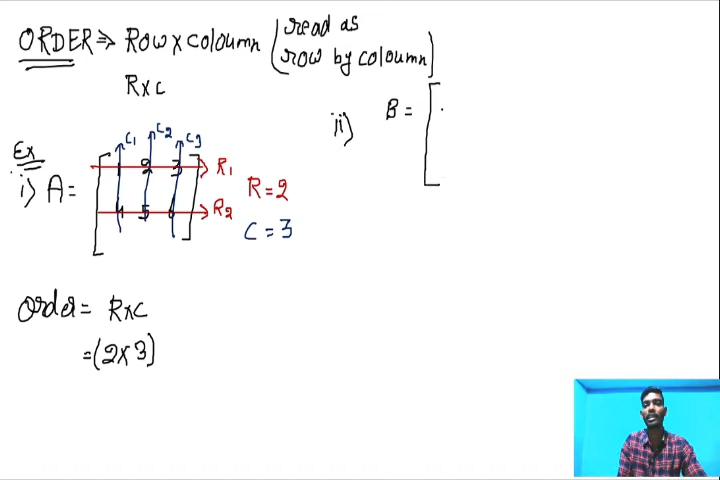 ORDER ⇒ Row x coloumn (read as
row by coloumn)
R x C
Ex
i) A = [1 2 3
4 5 6]
C1 C2 C3
R1
R2
R = 2
C = 3
Order = R x C
= (2 x 3)
ii) B = [